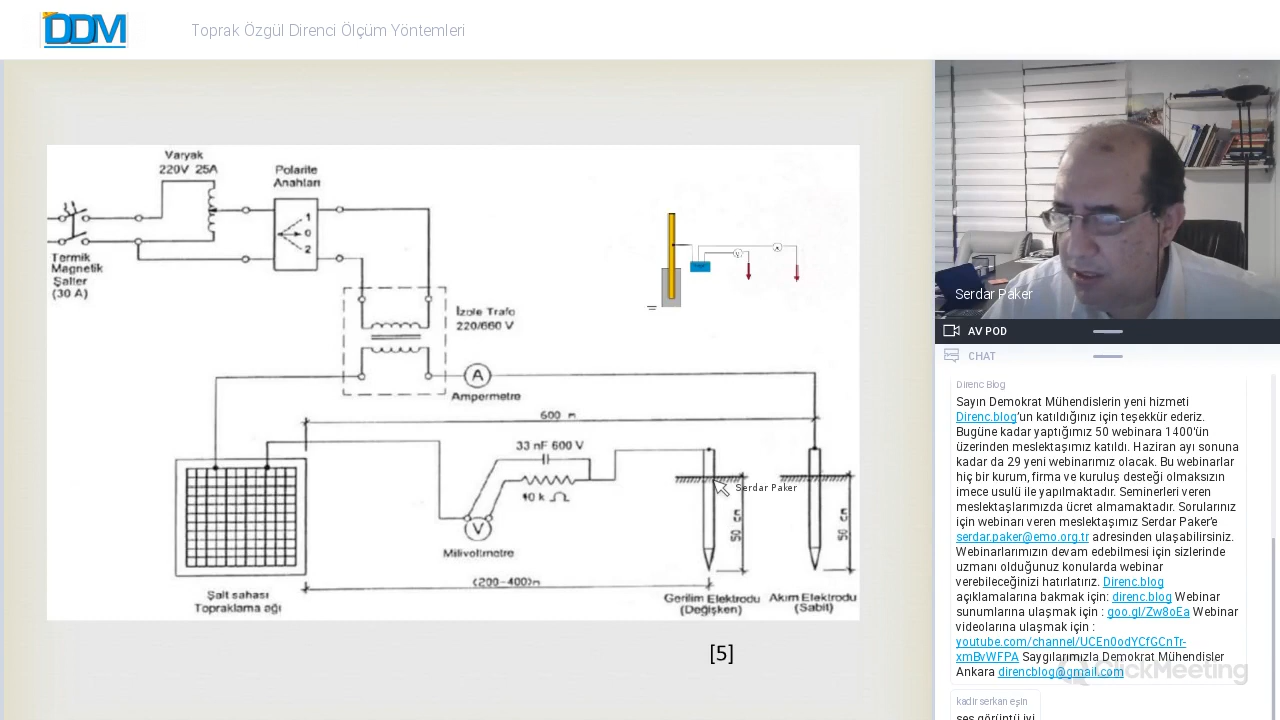 DDM
Toprak Özgül Direnci Ölçüm Yöntemleri
Varyak
220V 25A
Polarite
Anahtarı
1
0
2
Termik
Magnetik
Şalter
(30 A)
İzole Trafo
220/660 V
A
Ampermetre
600 m
33 nF 600 V
40 k Ω
V
Milivoltmetre
50 cm
50 cm
(200-400)m
Şalt sahası
Topraklama ağı
Gerilim Elektrodu
(Değişken)
Akım Elektrodu
(Sabit)
Serdar Paker
[5]
Serdar Paker
AV POD
CHAT
Direnc Blog
Sayın Demokrat Mühendislerin yeni hizmeti
Direnc.blog'un katıldığınız için teşekkür ederiz.
Bugüne kadar yaptığımız 50 webinara 1400'ün
üzerinden meslektaşımız katıldı. Haziran ayı sonuna
kadar da 29 yeni webinarımız olacak. Bu webinarlar
hiç bir kurum, firma ve kuruluş desteği olmaksızın
imece usulü ile yapılmaktadır. Seminerleri veren
meslektaşlarımızda ücret almamaktadır. Sorularınız
için webinarı veren meslektaşımız Serdar Paker'e
serdar.paker@emo.org.tr adresinden ulaşabilirsiniz.
Webinarlarımızın devam edebilmesi için sizlerinde
uzmanı olduğunuz konularda webinar
verebileceğinizi hatırlatırız. Direnc.blog
açıklamalarına bakmak için: direnc.blog Webinar
sunumlarına ulaşmak için : goo.gl/Zw8oEa Webinar
videolarına ulaşmak için :
youtube.com/channel/UCEn0odYCfGCnTr-
xmBvWFPA Saygılarımızla Demokrat Mühendisler
Ankara direncblog@gmail.com
ClickMeeting
kadir serkan eşin
ses görüntü iyi